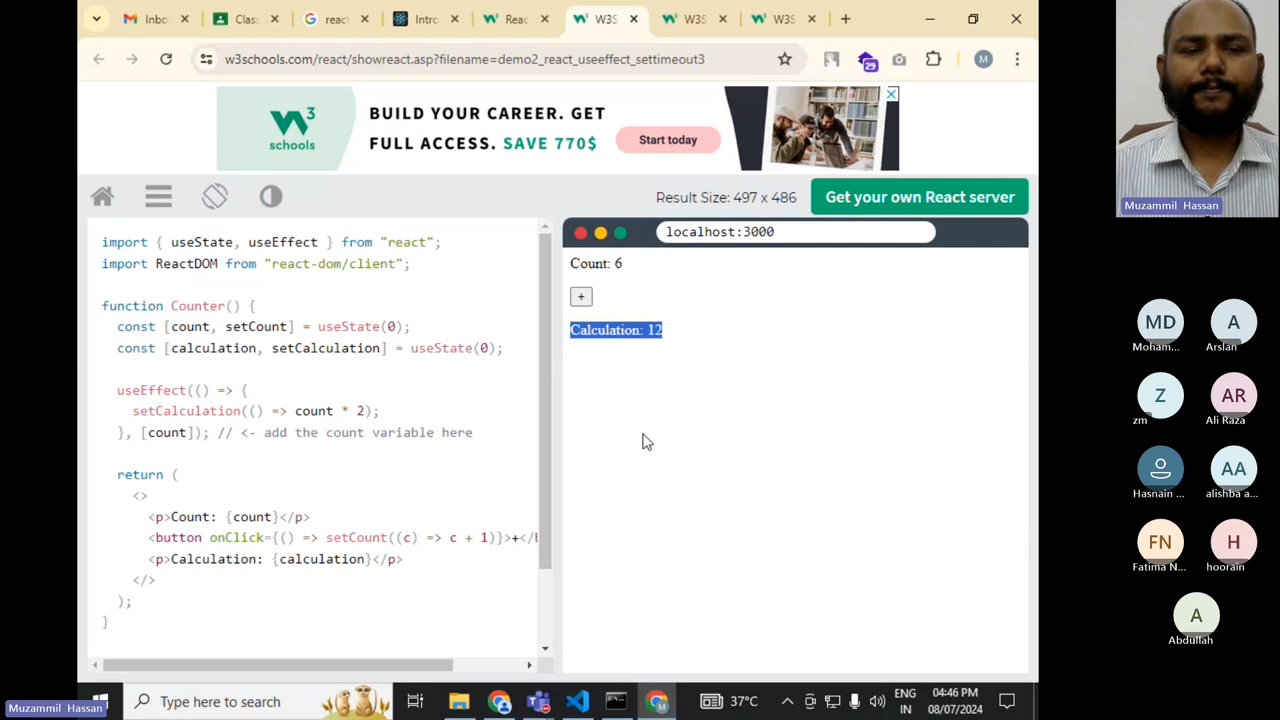 Inbo
Clas
reac
Intro
Reac
W3S
W3S
W3S
w3schools.com/react/showreact.asp?filename=demo2_react_useeffect_settimeout3
29
M
3
schools
BUILD YOUR CAREER. GET
FULL ACCESS. SAVE 770$
Start today
Result Size: 497 x 486
Get your own React server
import { useState, useEffect } from "react";
import ReactDOM from "react-dom/client";
function Counter() {
const [count, setCount] = useState(0);
const [calculation, setCalculation] = useState(0);
useEffect(() => {
setCalculation(() => count * 2);
}, [count]); // <- add the count variable here
return (
<>
<p>Count: {count}</p>
<button onClick={() => setCount((c) => c + 1)}>+</b
<p>Calculation: {calculation}</p>
</>
);
}
localhost:3000
Count: 6
+
Calculation: 12
Muzammil Hassan
MD
Moham...
A
Arslan
Z
zm
AR
Ali Raza
Hasnain ...
AA
alishba a...
FN
Fatima N...
H
hoorain
A
Abdullah
Muzammil Hassan
Type here to search
37°C
ENG
IN
04:46 PM
08/07/2024